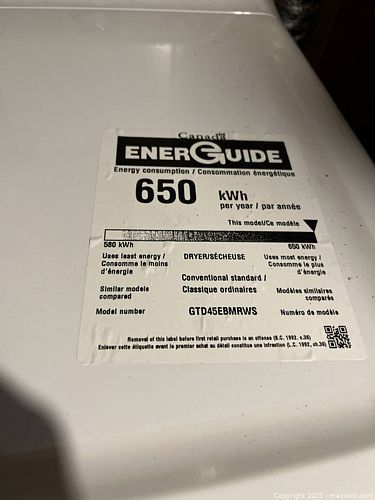 Canada
ENERGUIDE
Energy consumption / Consommation énergétique
650 kWh
per year / par année
This model/Ce modèle
580 kWh 650 kWh
Uses least energy / DRYER/SÉCHEUSE Uses most energy /
Consomme le moins Consomme le plus
d'énergie d'énergie
Conventional standard /
Similar models Classique ordinaires Modèles similaires
compared comparés
Model number GTD45EBMRWS Numéro de modèle
Removal of this label before first retail purchase is an offence (S.C. 1992, c.36)
Enlever cette étiquette avant le premier achat au détail constitue une infraction (L.C. 1992, ch.36)
Copyright 2025 - maxsold.com